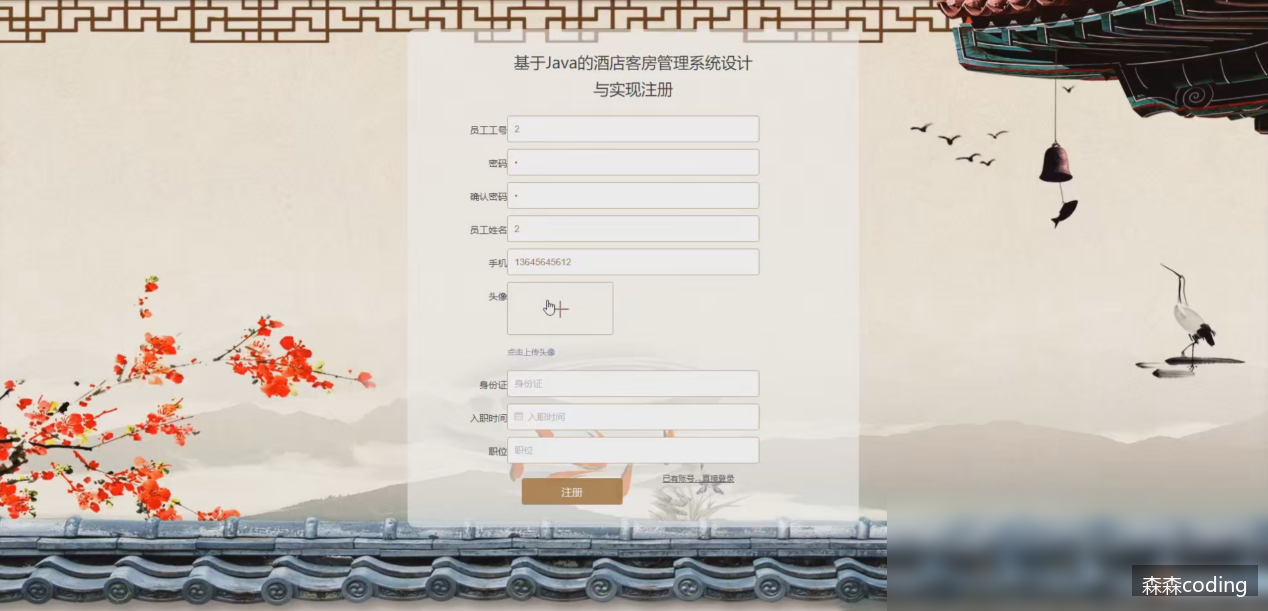 基于Java的酒店客房管理系统设计
与实现注册
员工工号 2
密码 •
确认密码 •
员工姓名 2
手机 13645645612
头像
点击上传头像
身份证 身份证
入职时间 入职时间
职位 职位
注册 已有账号，直接登录
森森coding